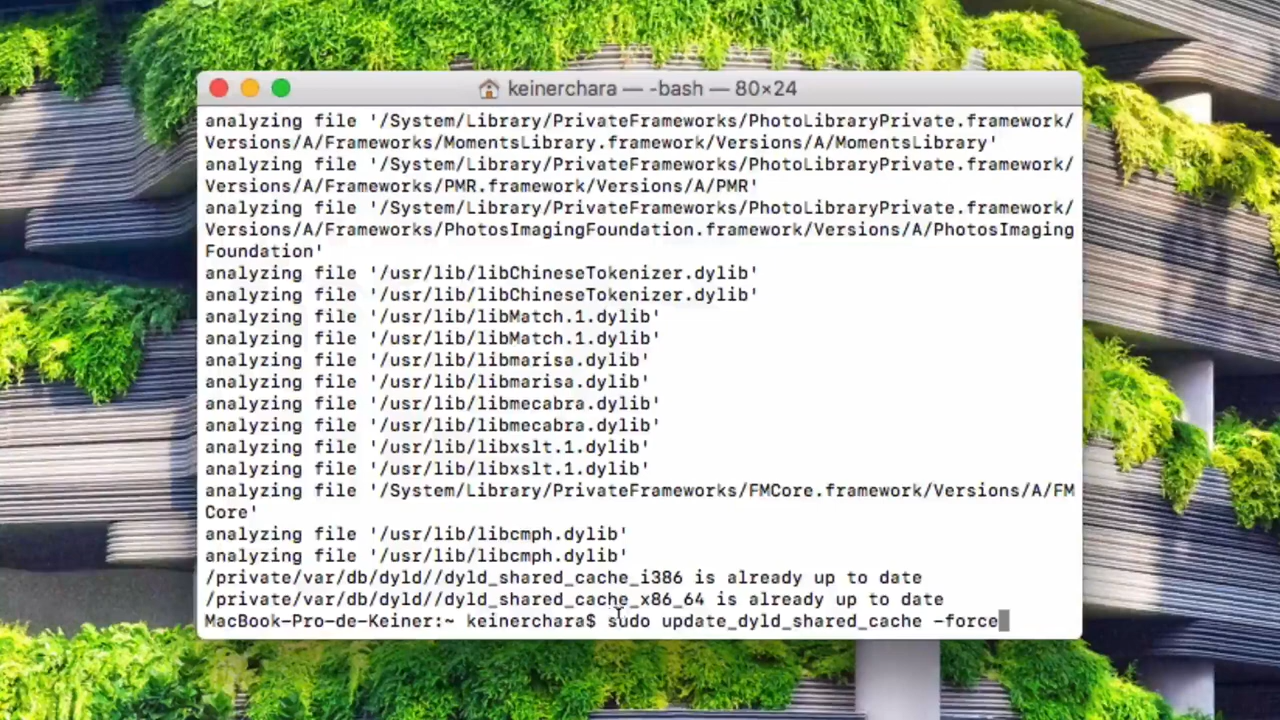 keinerchara — -bash — 80×24
analyzing file '/System/Library/PrivateFrameworks/PhotoLibraryPrivate.framework/
Versions/A/Frameworks/MomentsLibrary.framework/Versions/A/MomentsLibrary'
analyzing file '/System/Library/PrivateFrameworks/PhotoLibraryPrivate.framework/
Versions/A/Frameworks/PMR.framework/Versions/A/PMR'
analyzing file '/System/Library/PrivateFrameworks/PhotoLibraryPrivate.framework/
Versions/A/Frameworks/PhotosImagingFoundation.framework/Versions/A/PhotosImaging
Foundation'
analyzing file '/usr/lib/libChineseTokenizer.dylib'
analyzing file '/usr/lib/libChineseTokenizer.dylib'
analyzing file '/usr/lib/libMatch.1.dylib'
analyzing file '/usr/lib/libMatch.1.dylib'
analyzing file '/usr/lib/libmarisa.dylib'
analyzing file '/usr/lib/libmarisa.dylib'
analyzing file '/usr/lib/libmecabra.dylib'
analyzing file '/usr/lib/libmecabra.dylib'
analyzing file '/usr/lib/libxslt.1.dylib'
analyzing file '/usr/lib/libxslt.1.dylib'
analyzing file '/System/Library/PrivateFrameworks/FMCore.framework/Versions/A/FM
Core'
analyzing file '/usr/lib/libcmph.dylib'
analyzing file '/usr/lib/libcmph.dylib'
/private/var/db/dyld//dyld_shared_cache_i386 is already up to date
/private/var/db/dyld//dyld_shared_cache_x86_64 is already up to date
MacBook-Pro-de-Keiner:~ keinerchara$ sudo update_dyld_shared_cache -force